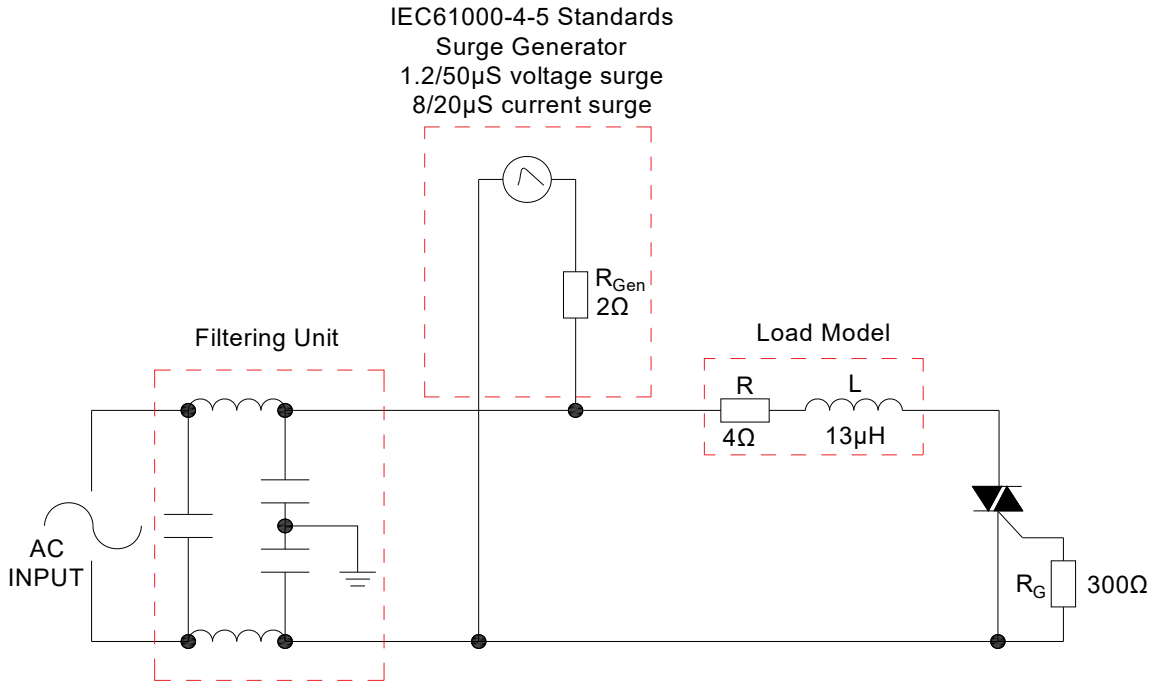 IEC61000-4-5 Standards
Surge Generator
1.2/50μS voltage surge
8/20μS current surge
RGen
2Ω
Filtering Unit
Load Model
R
L
4Ω
13μH
AC
INPUT
RG
300Ω